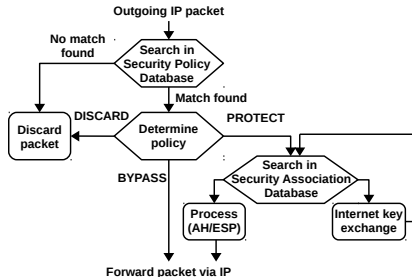 Outgoing IP packet
No match
found
Search in
Security Policy
Database
Match found
DISCARD
PROTECT
Discard
packet
Determine
policy
BYPASS
Search in
Security Association
Database
Process
(AH/ESP)
Internet key
exchange
Forward packet via IP